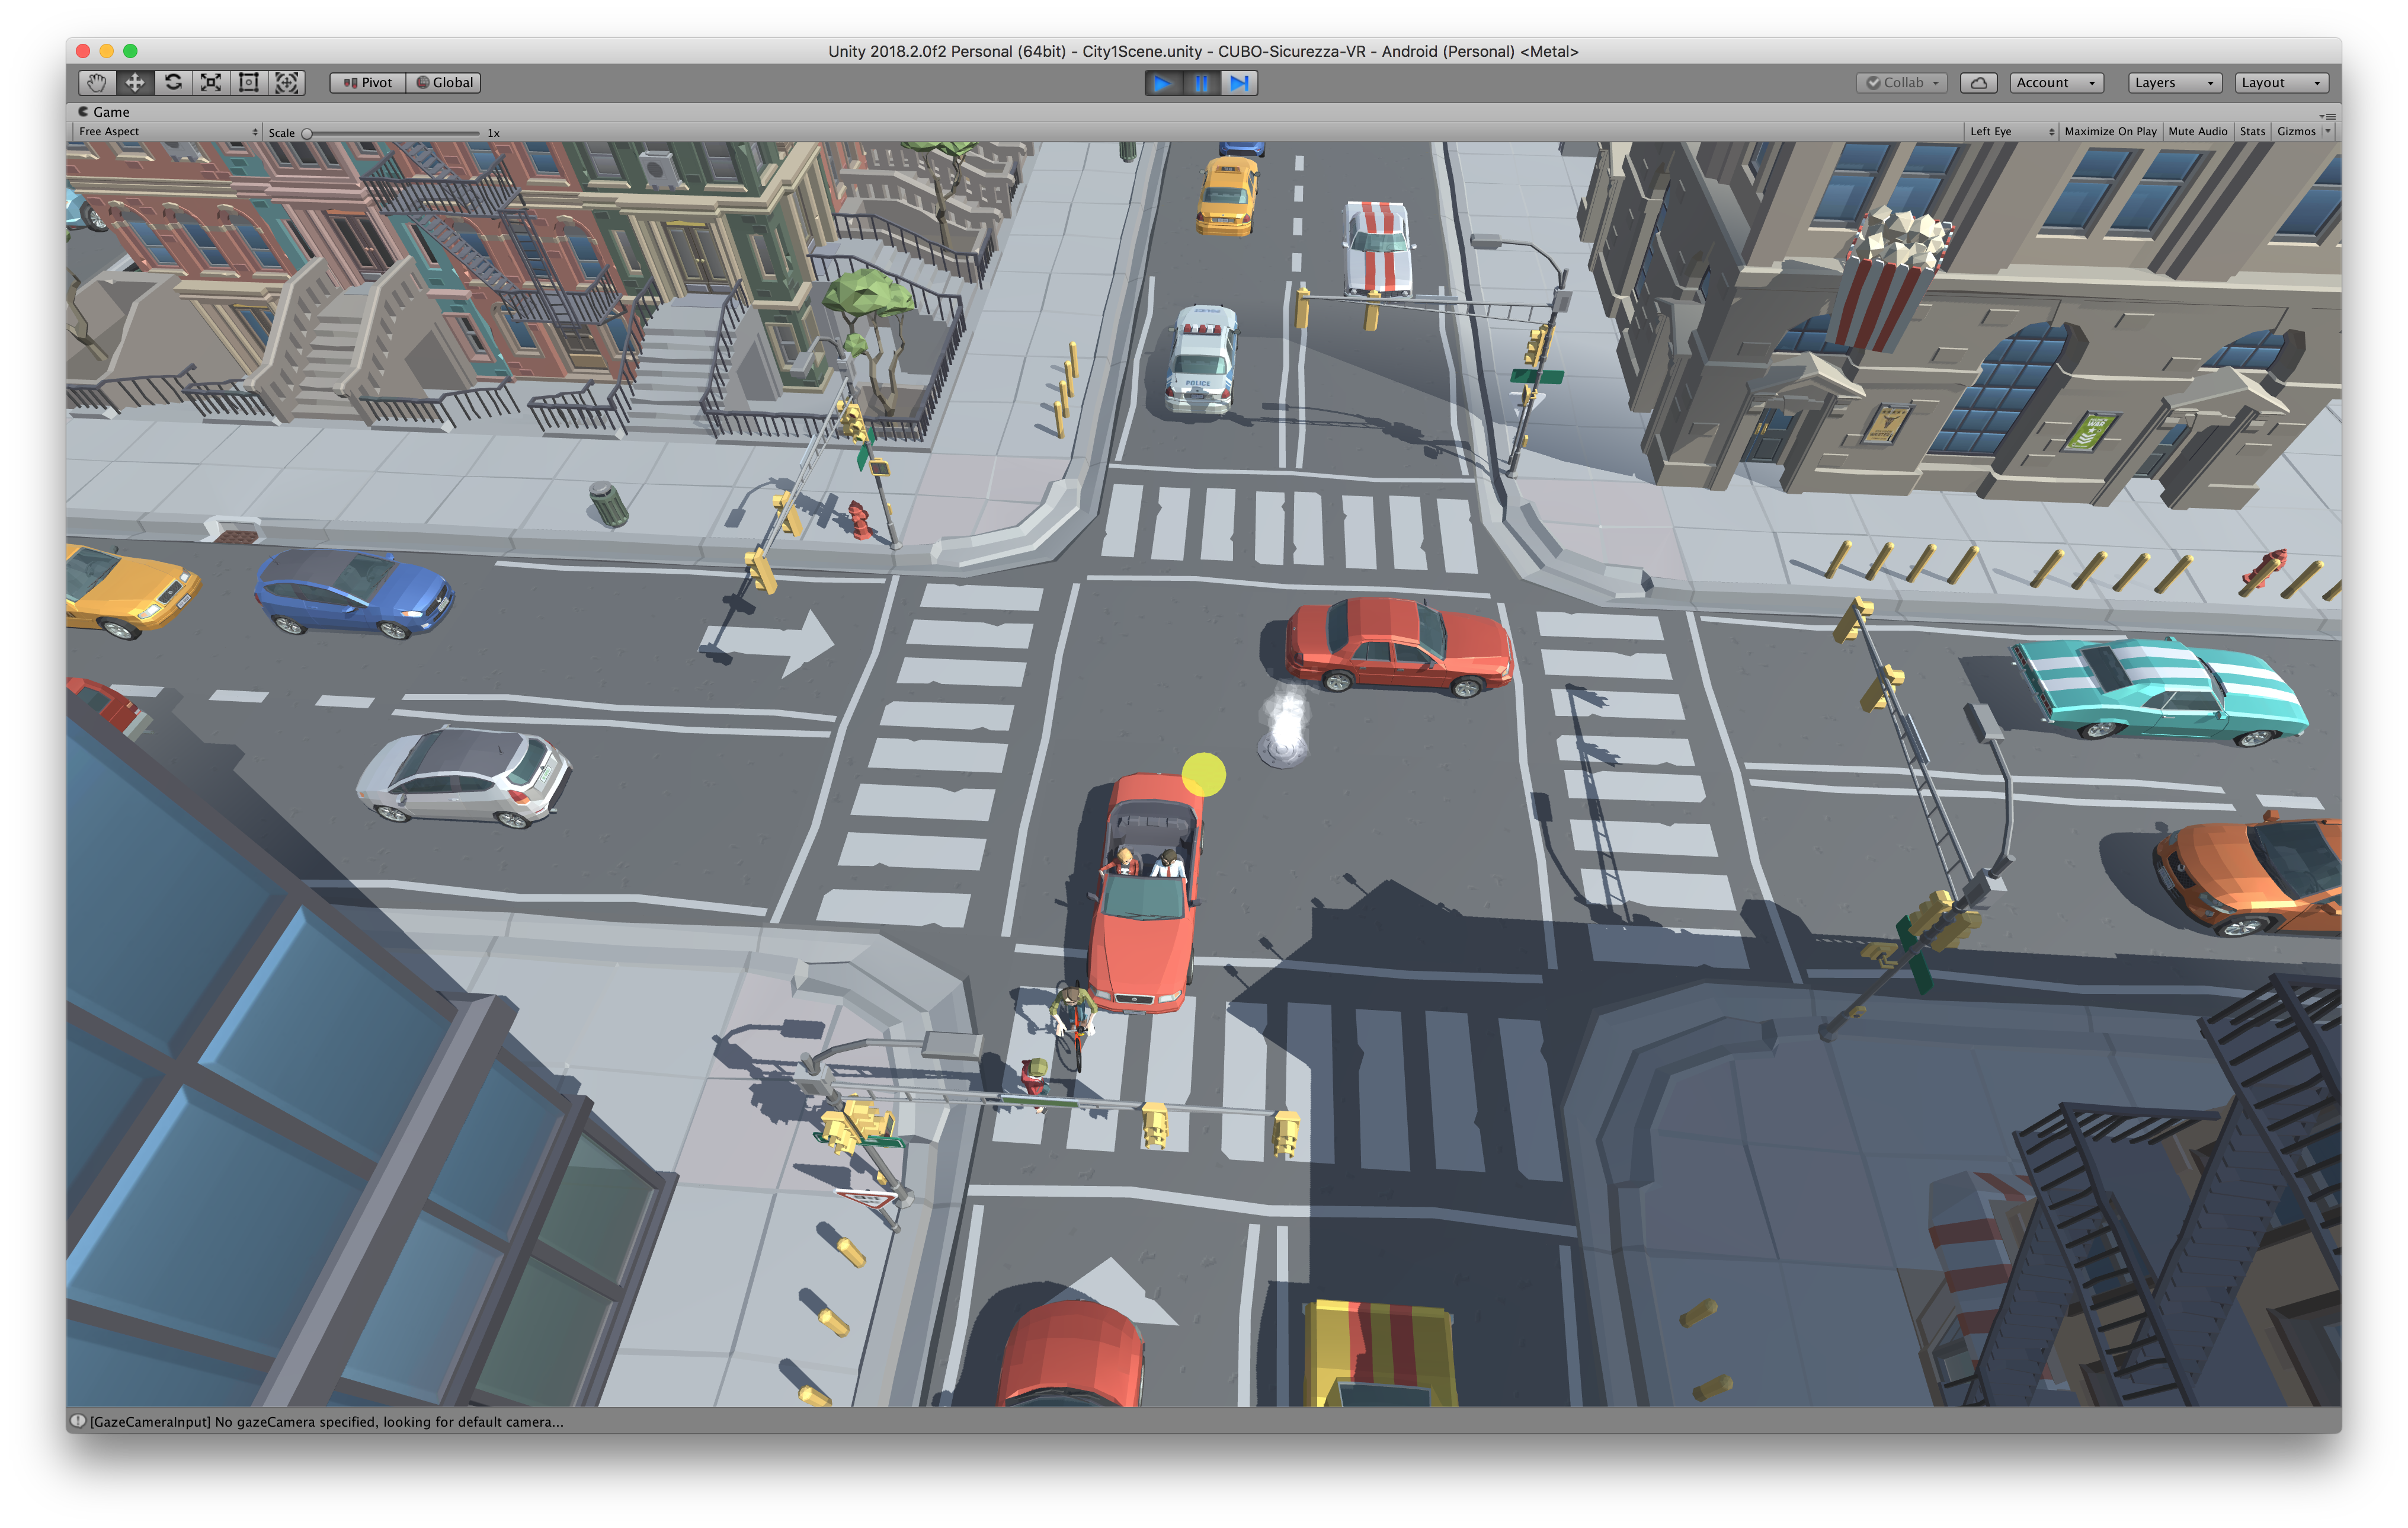 Unity 2018.2.0f2 Personal (64bit) - City1Scene.unity - CUBO-Sicurezza-VR - Android (Personal) <Metal>
Pivot Global Collab Account Layers Layout
Game
Free Aspect Scale 1x Left Eye Maximize On Play Mute Audio Stats Gizmos
POLICE
WAR
[GazeCameraInput] No gazeCamera specified, looking for default camera...